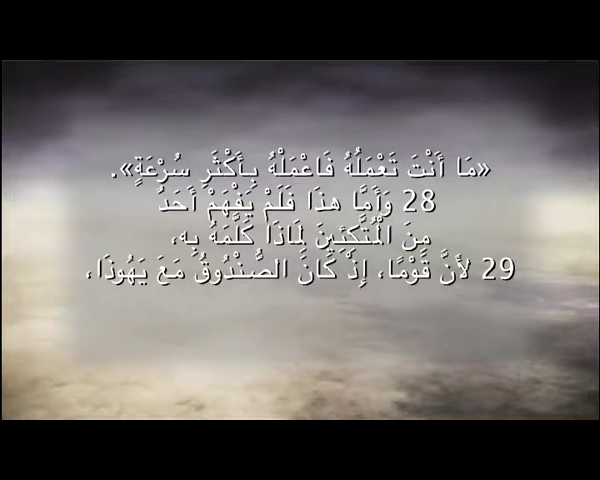 «مَا أَنْتَ تَعْمَلُهُ فَاعْمَلْهُ بِأَكْثَرِ سُرْعَةٍ».
28 وَأَمَّا هذَا فَلَمْ يَفْهَمْ أَحَدُ
مِنَ الْمُتَّكِئِينَ لِمَاذَا كَلَّمَهُ بِه،
29 لأَنَّ قَوْمًا، إِذْ كَانَ الصُّنْدُوقُ مَعَ يَهُوذَا،